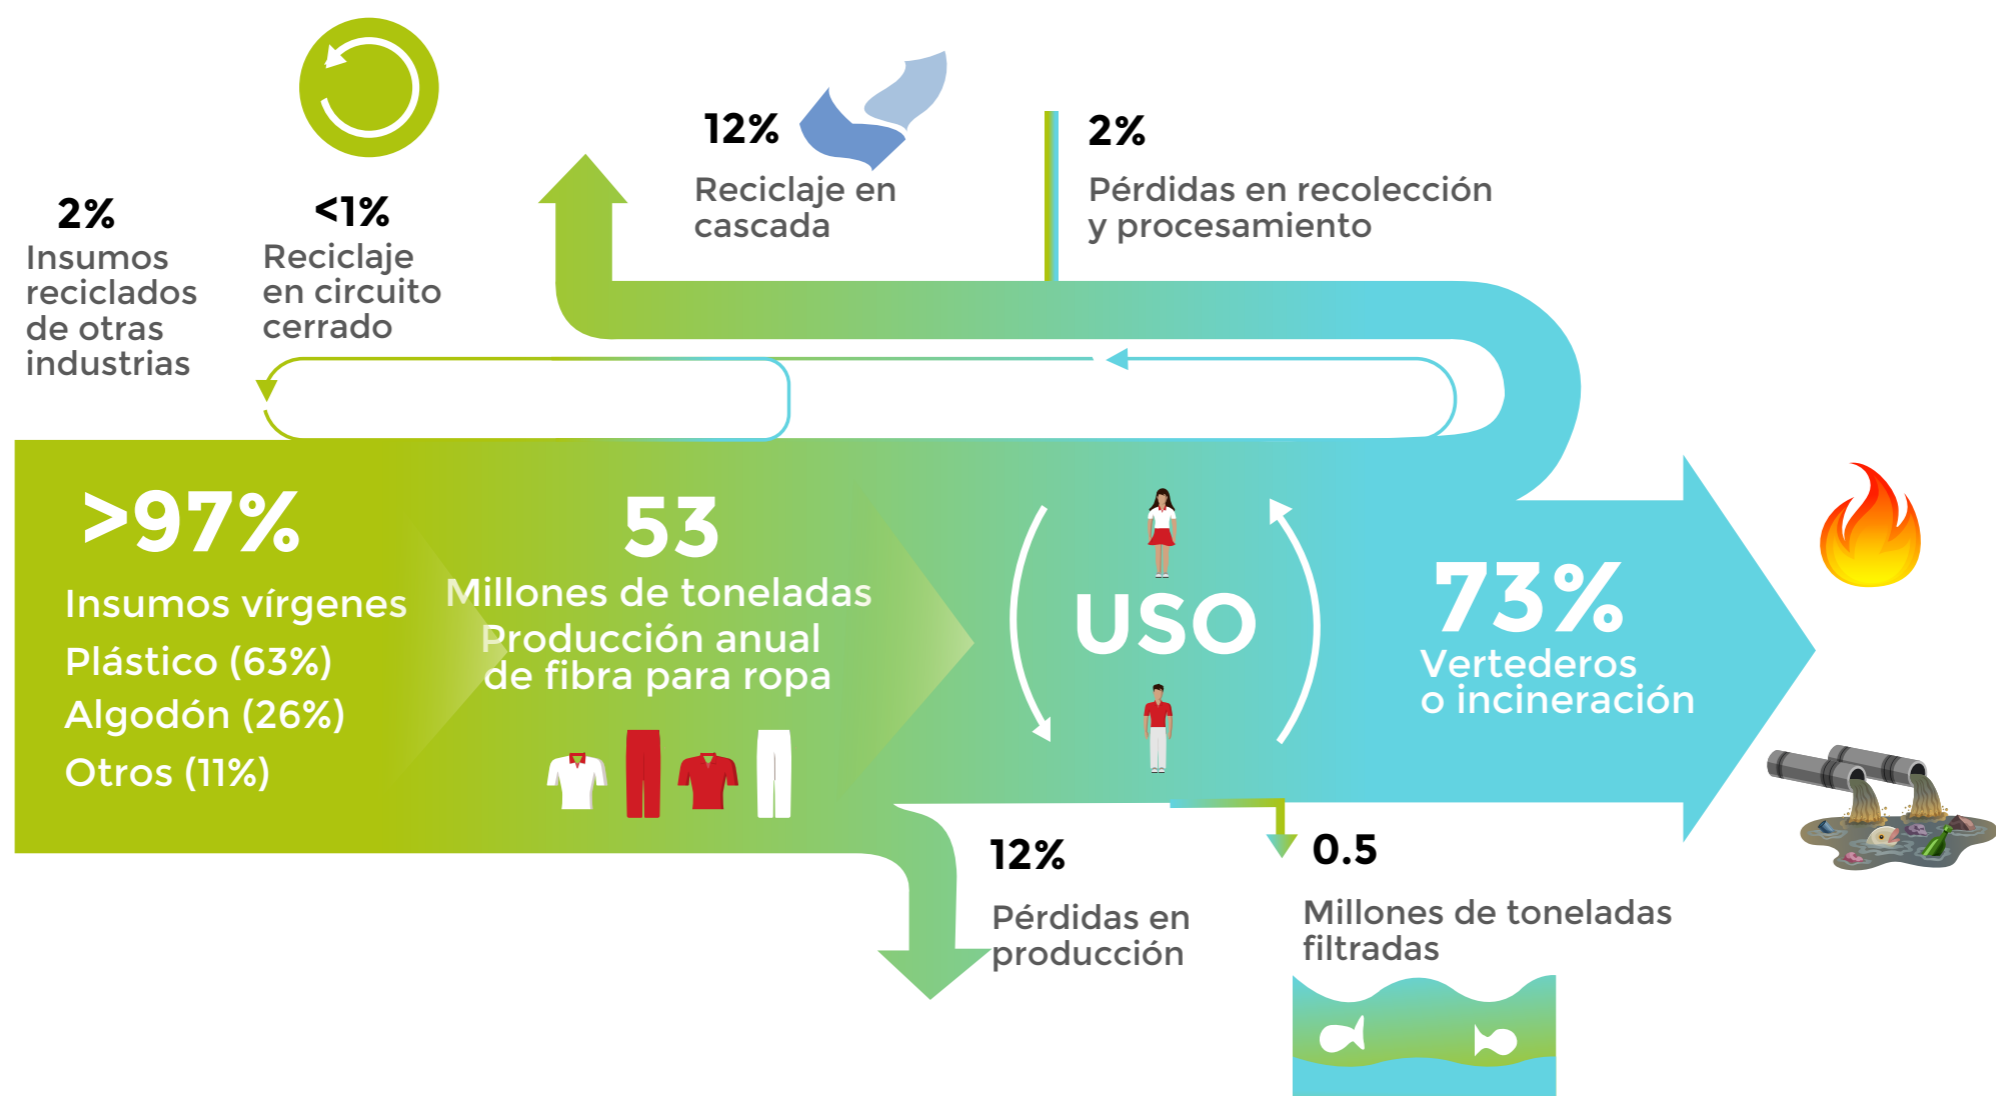 2%
Insumos
reciclados
de otras
industrias
<1%
Reciclaje
en circuito
cerrado
12%
Reciclaje en
cascada
2%
Pérdidas en recolección
y procesamiento
>97%
Insumos vírgenes
Plástico (63%)
Algodón (26%)
Otros (11%)
53
Millones de toneladas
Producción anual
de fibra para ropa
USO
73%
Vertederos
o incineración
12%
Pérdidas en
producción
0.5
Millones de toneladas
filtradas